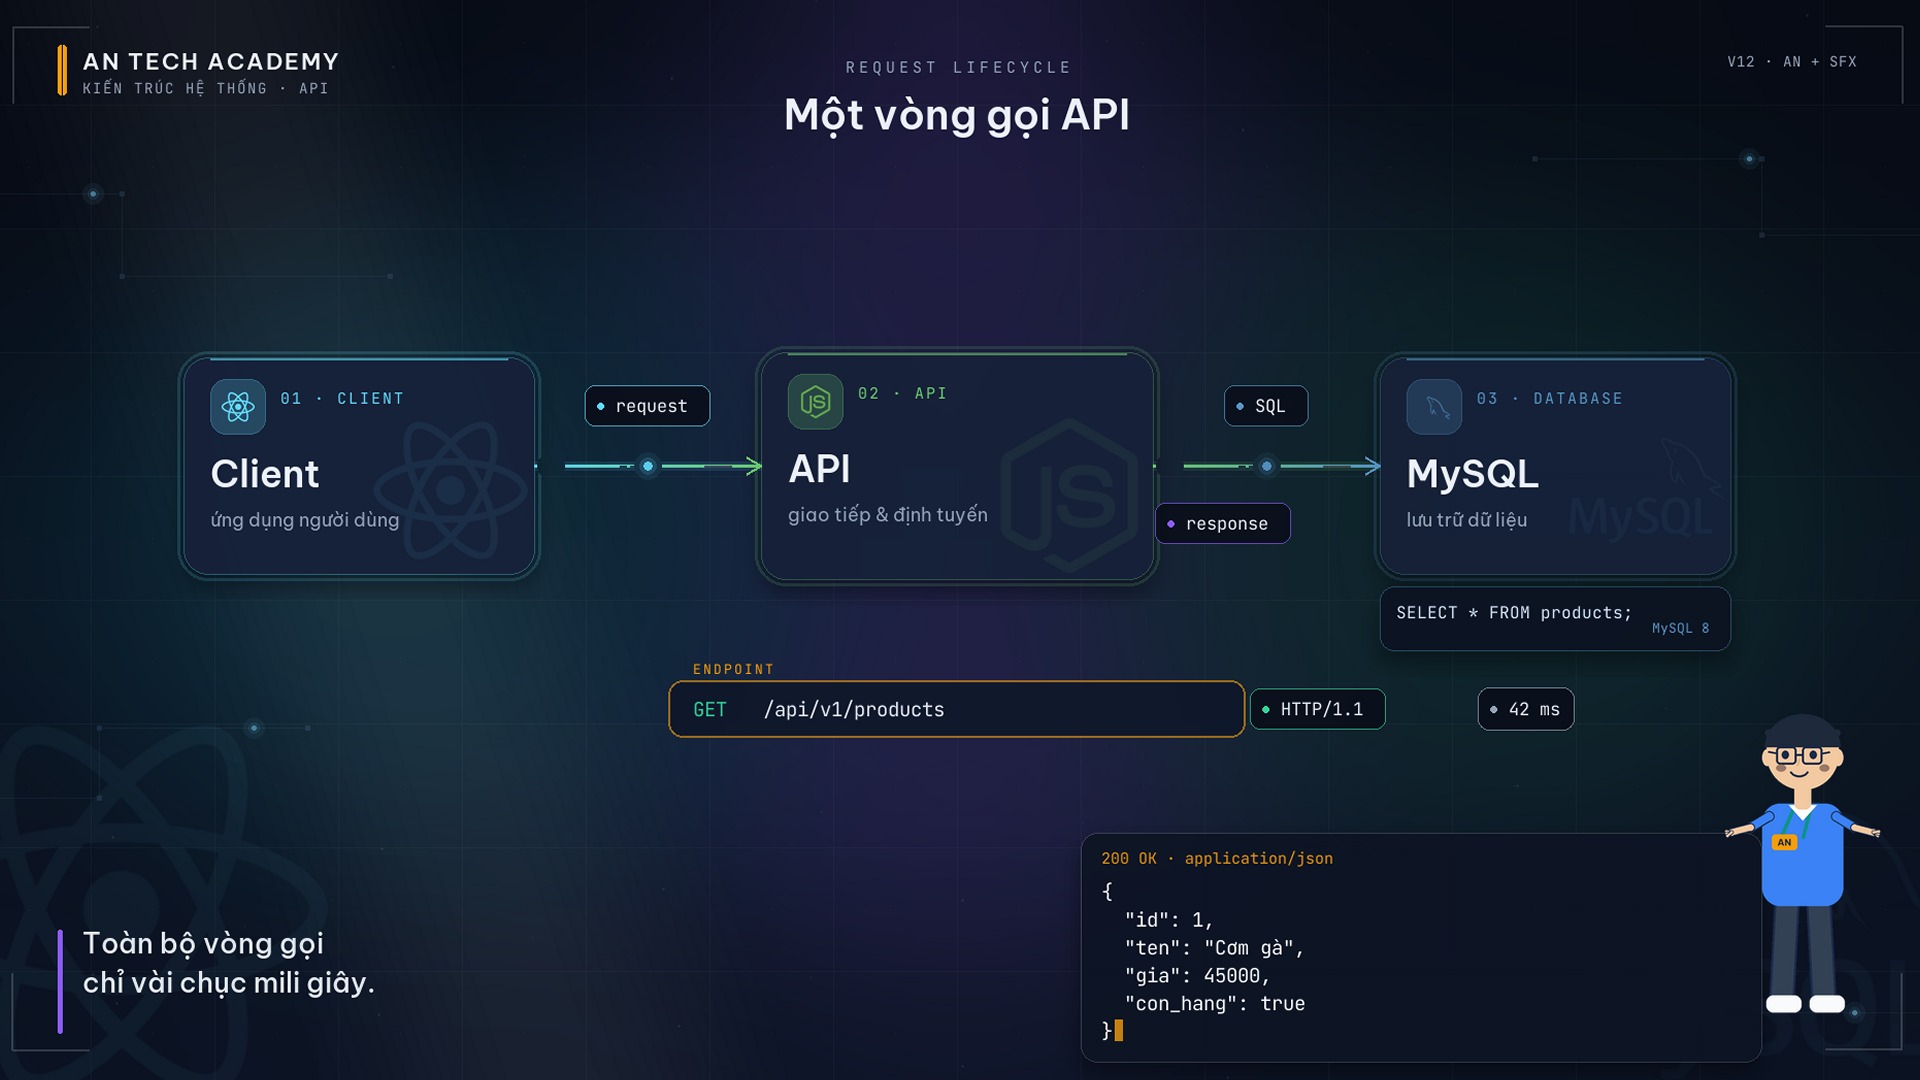 AN TECH ACADEMY
KIẾN TRÚC HỆ THỐNG · API
REQUEST LIFECYCLE
Một vòng gọi API
V12 · AN + SFX
01 · CLIENT
Client
ứng dụng người dùng
request
02 · API
API
giao tiếp & định tuyến
JS
JS
SQL
response
03 · DATABASE
MySQL
lưu trữ dữ liệu
MySQL
SELECT * FROM products;
MySQL 8
ENDPOINT
GET /api/v1/products
HTTP/1.1
42 ms
AN
200 OK · application/json
{
"id": 1,
"ten": "Cơm gà",
"gia": 45000,
"con_hang": true
}
Toàn bộ vòng gọi
chỉ vài chục mili giây.